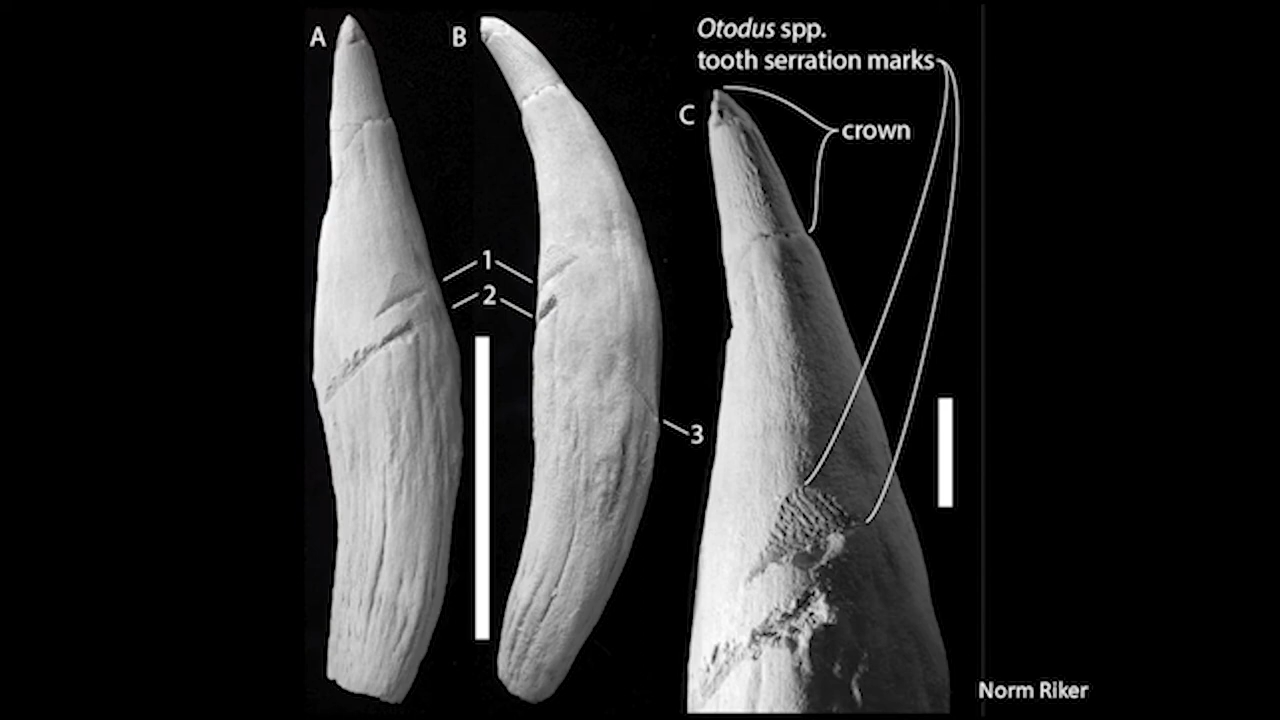 A
B
Otodus spp.
tooth serration marks
C
crown
1
2
3
Norm Riker